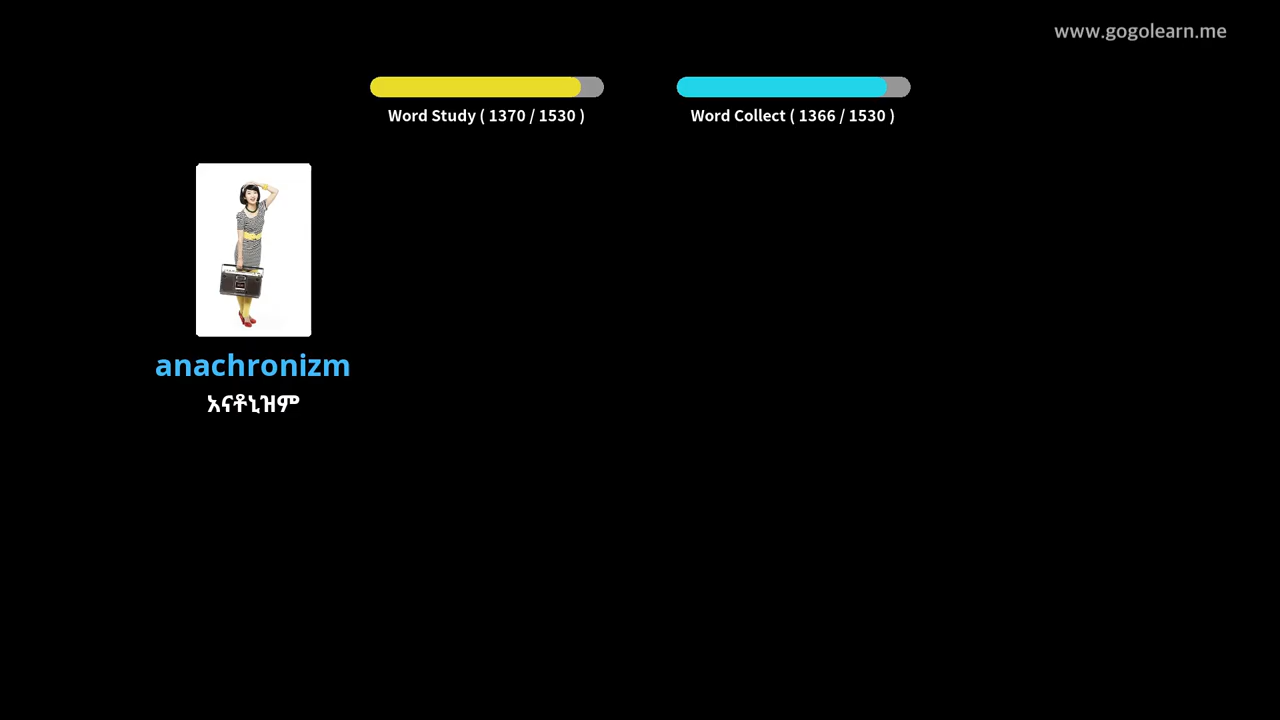 www.gogolearn.me
Word Study ( 1370 / 1530 )
Word Collect ( 1366 / 1530 )
anachronizm
አናቶኒዝም